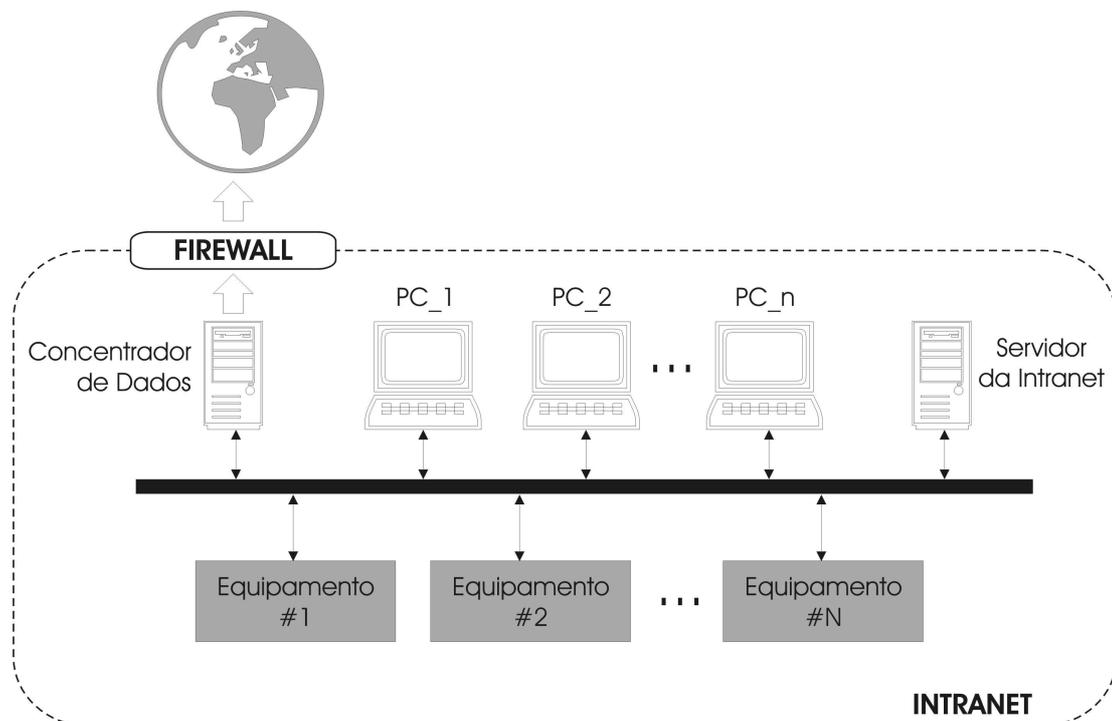 FIREWALL
PC_1
PC_2
PC_n
Concentrador
de Dados
...
Servidor
da Intranet
Equipamento
#1
Equipamento
#2
...
Equipamento
#N
INTRANET